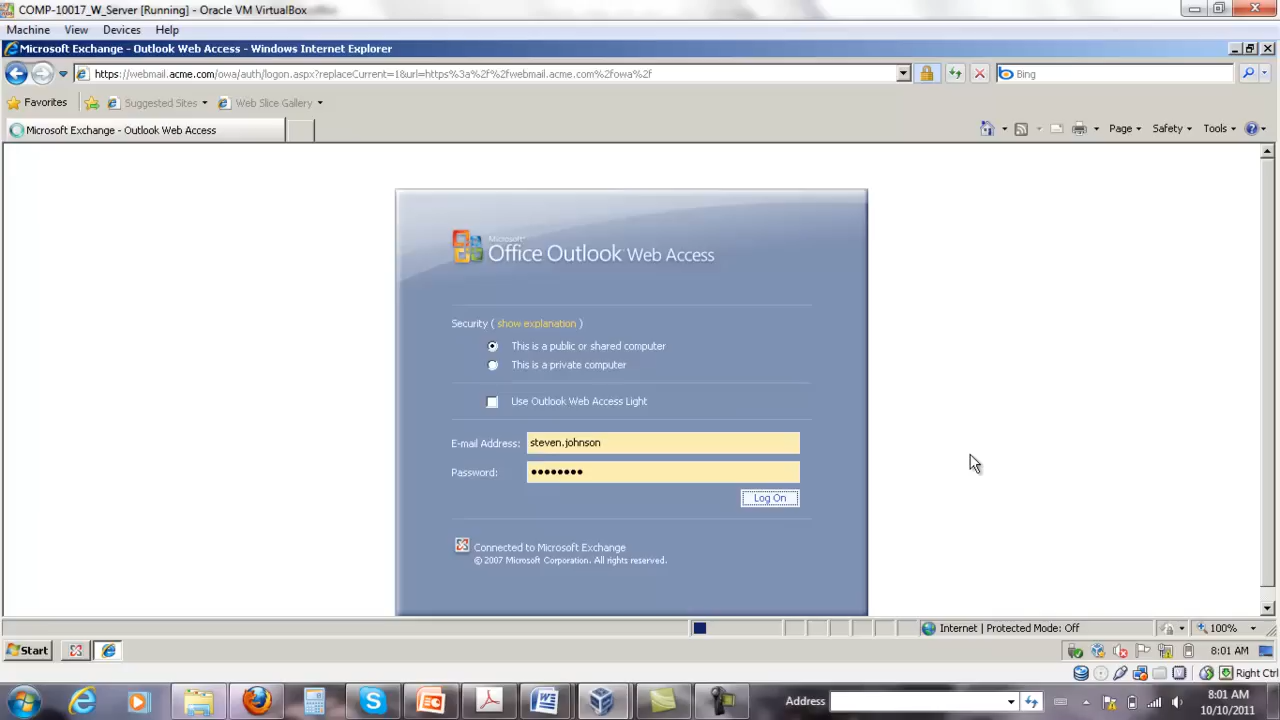 COMP-10017_W_Server [Running] - Oracle VM VirtualBox
Machine View Devices Help
Microsoft Exchange - Outlook Web Access - Windows Internet Explorer
https://webmail.acme.com/owa/auth/logon.aspx?replaceCurrent=1&url=https%3a%2f%2fwebmail.acme.com%2fowa%2f
Bing
Favorites Suggested Sites Web Slice Gallery
Microsoft Exchange - Outlook Web Access
Page Safety Tools
Microsoft
Office Outlook Web Access
Security ( show explanation )
This is a public or shared computer
This is a private computer
Use Outlook Web Access Light
E-mail Address: steven.johnson
Password: ••••••••
Log On
Connected to Microsoft Exchange
© 2007 Microsoft Corporation. All rights reserved.
Internet | Protected Mode: Off 100%
Start 8:01 AM
Right Ctrl
Address 8:01 AM
10/10/2011